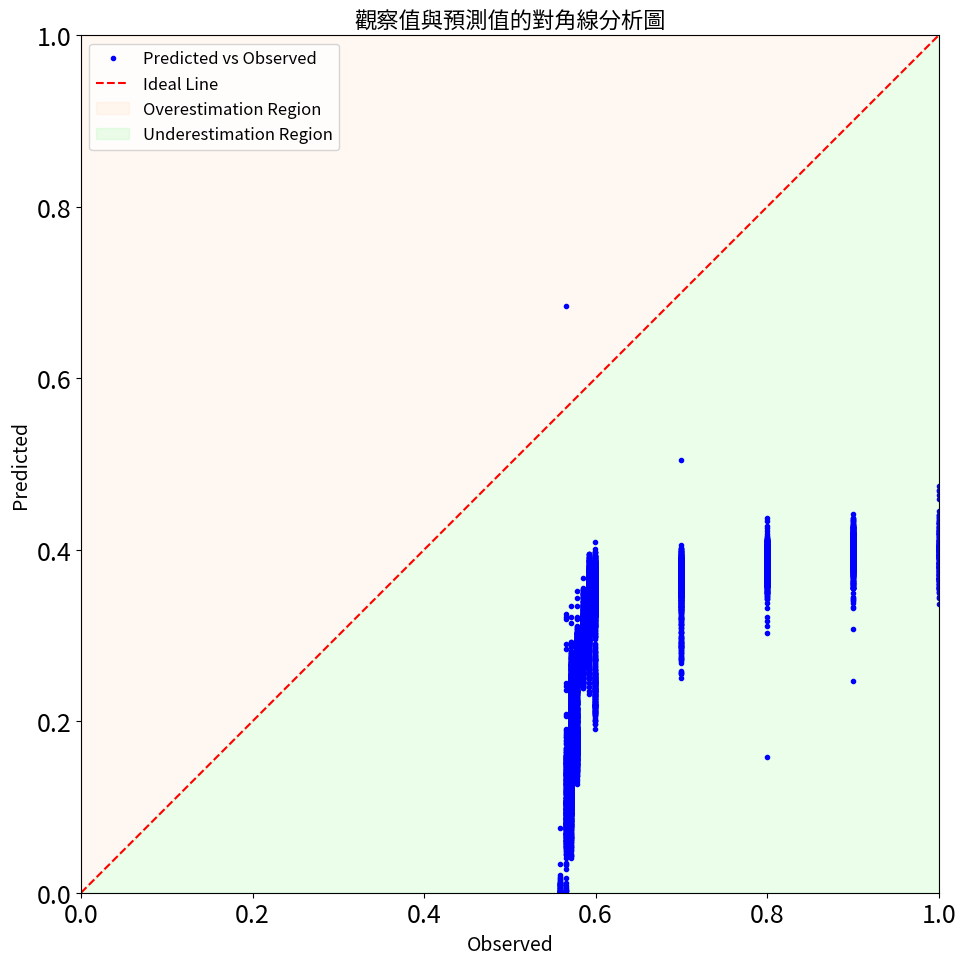 觀察值與預測值的對角線分析圖
1.0
0.8
0.6
0.4
0.2
0.0
Predicted
Predicted vs Observed
Ideal Line
Overestimation Region
Underestimation Region
0.0 0.2 0.4 0.6 0.8 1.0
Observed